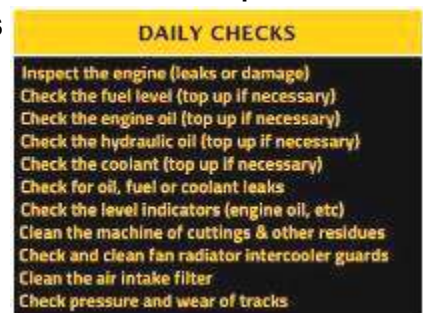 DAILY CHECKS
Inspect the engine (leaks or damage)
Check the fuel level (top up if necessary)
Check the engine oil (top up if necessary)
Check the hydraulic oil (top up if necessary)
Check the coolant (top up if necessary)
Check for oil, fuel or coolant leaks
Check the level indicators (engine oil, etc)
Clean the machine of cuttings & other residues
Check and clean fan radiator intercooler guards
Clean the air intake filter
Check pressure and wear of tracks